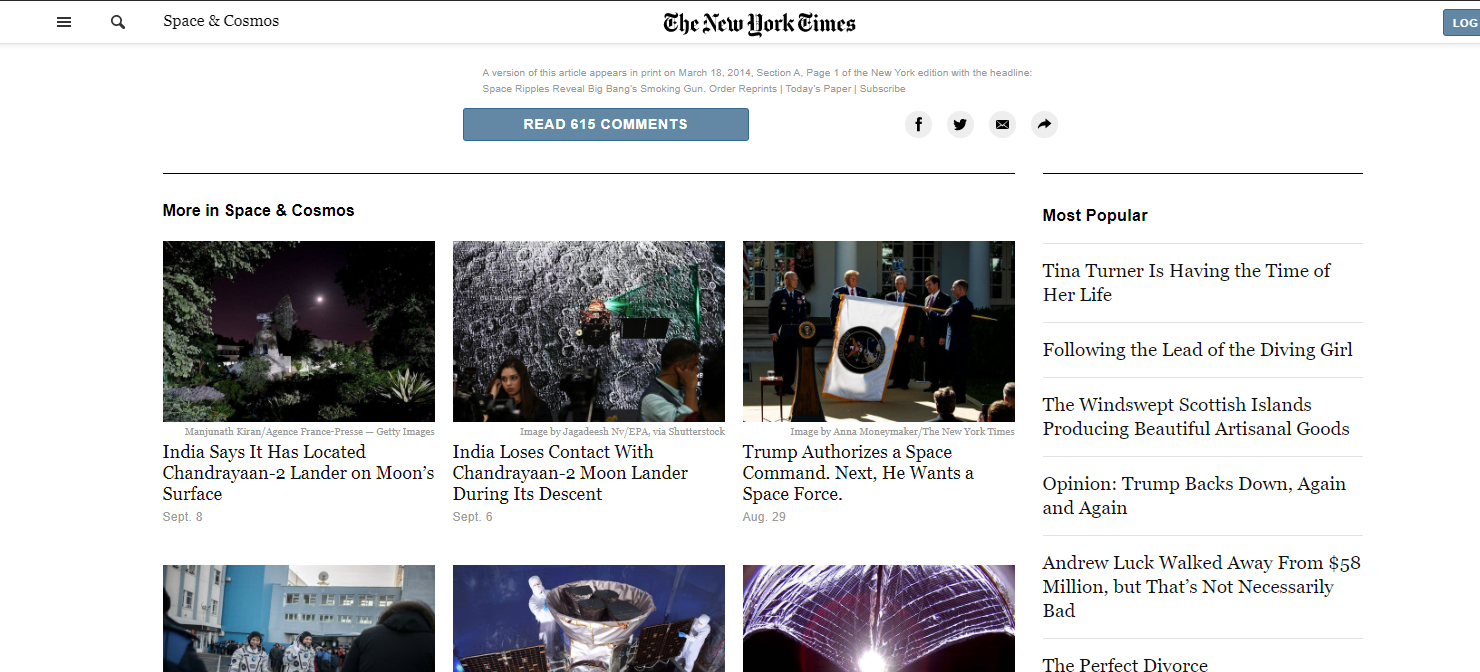 Space & Cosmos
The New York Times
LOG
A version of this article appears in print on March 18, 2014, Section A, Page 1 of the New York edition with the headline:
Space Ripples Reveal Big Bang's Smoking Gun. Order Reprints | Today's Paper | Subscribe
READ 615 COMMENTS
More in Space & Cosmos
Manjunath Kiran/Agence France-Presse — Getty Images
India Says It Has Located
Chandrayaan-2 Lander on Moon's
Surface
Sept. 8
Image by Jagadeesh Nv/EPA, via Shutterstock
India Loses Contact With
Chandrayaan-2 Moon Lander
During Its Descent
Sept. 6
Image by Anna Moneymaker/The New York Times
Trump Authorizes a Space
Command. Next, He Wants a
Space Force.
Aug. 29
Most Popular
Tina Turner Is Having the Time of
Her Life
Following the Lead of the Diving Girl
The Windswept Scottish Islands
Producing Beautiful Artisanal Goods
Opinion: Trump Backs Down, Again
and Again
Andrew Luck Walked Away From $58
Million, but That's Not Necessarily
Bad
The Perfect Divorce